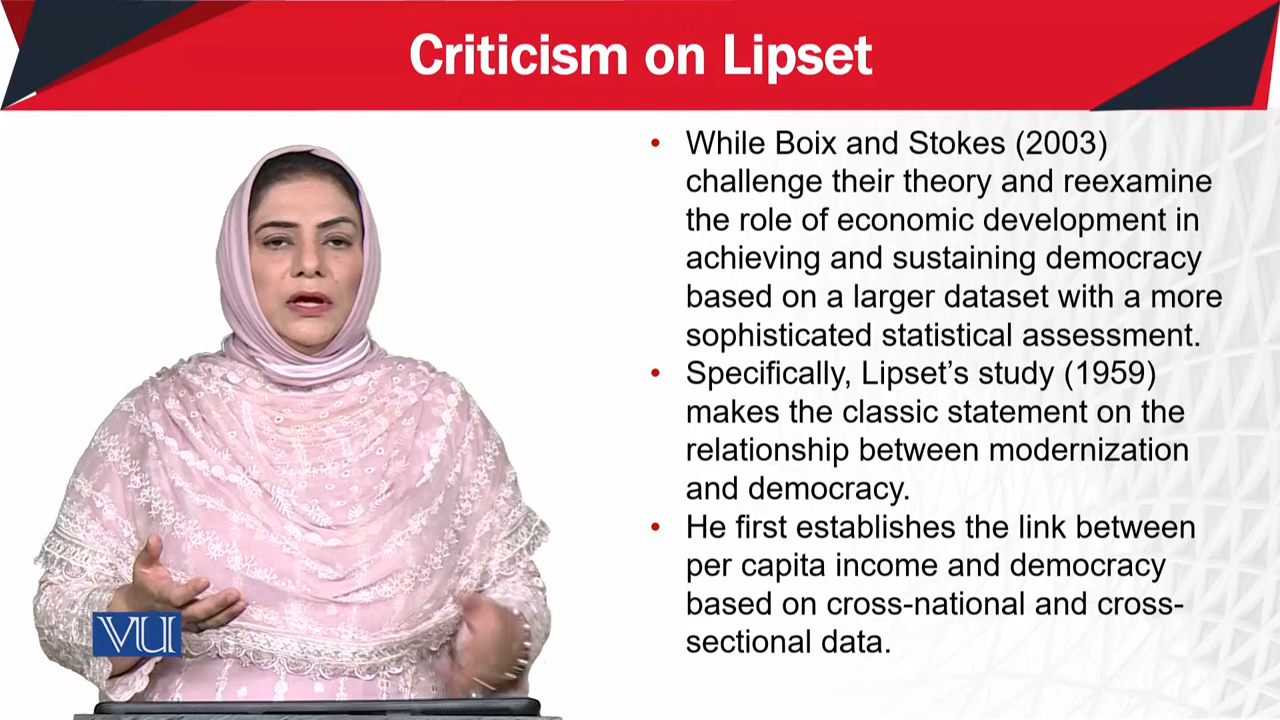 Criticism on Lipset
• While Boix and Stokes (2003)
challenge their theory and reexamine
the role of economic development in
achieving and sustaining democracy
based on a larger dataset with a more
sophisticated statistical assessment.
• Specifically, Lipset’s study (1959)
makes the classic statement on the
relationship between modernization
and democracy.
• He first establishes the link between
per capita income and democracy
based on cross-national and cross-
sectional data.
VU